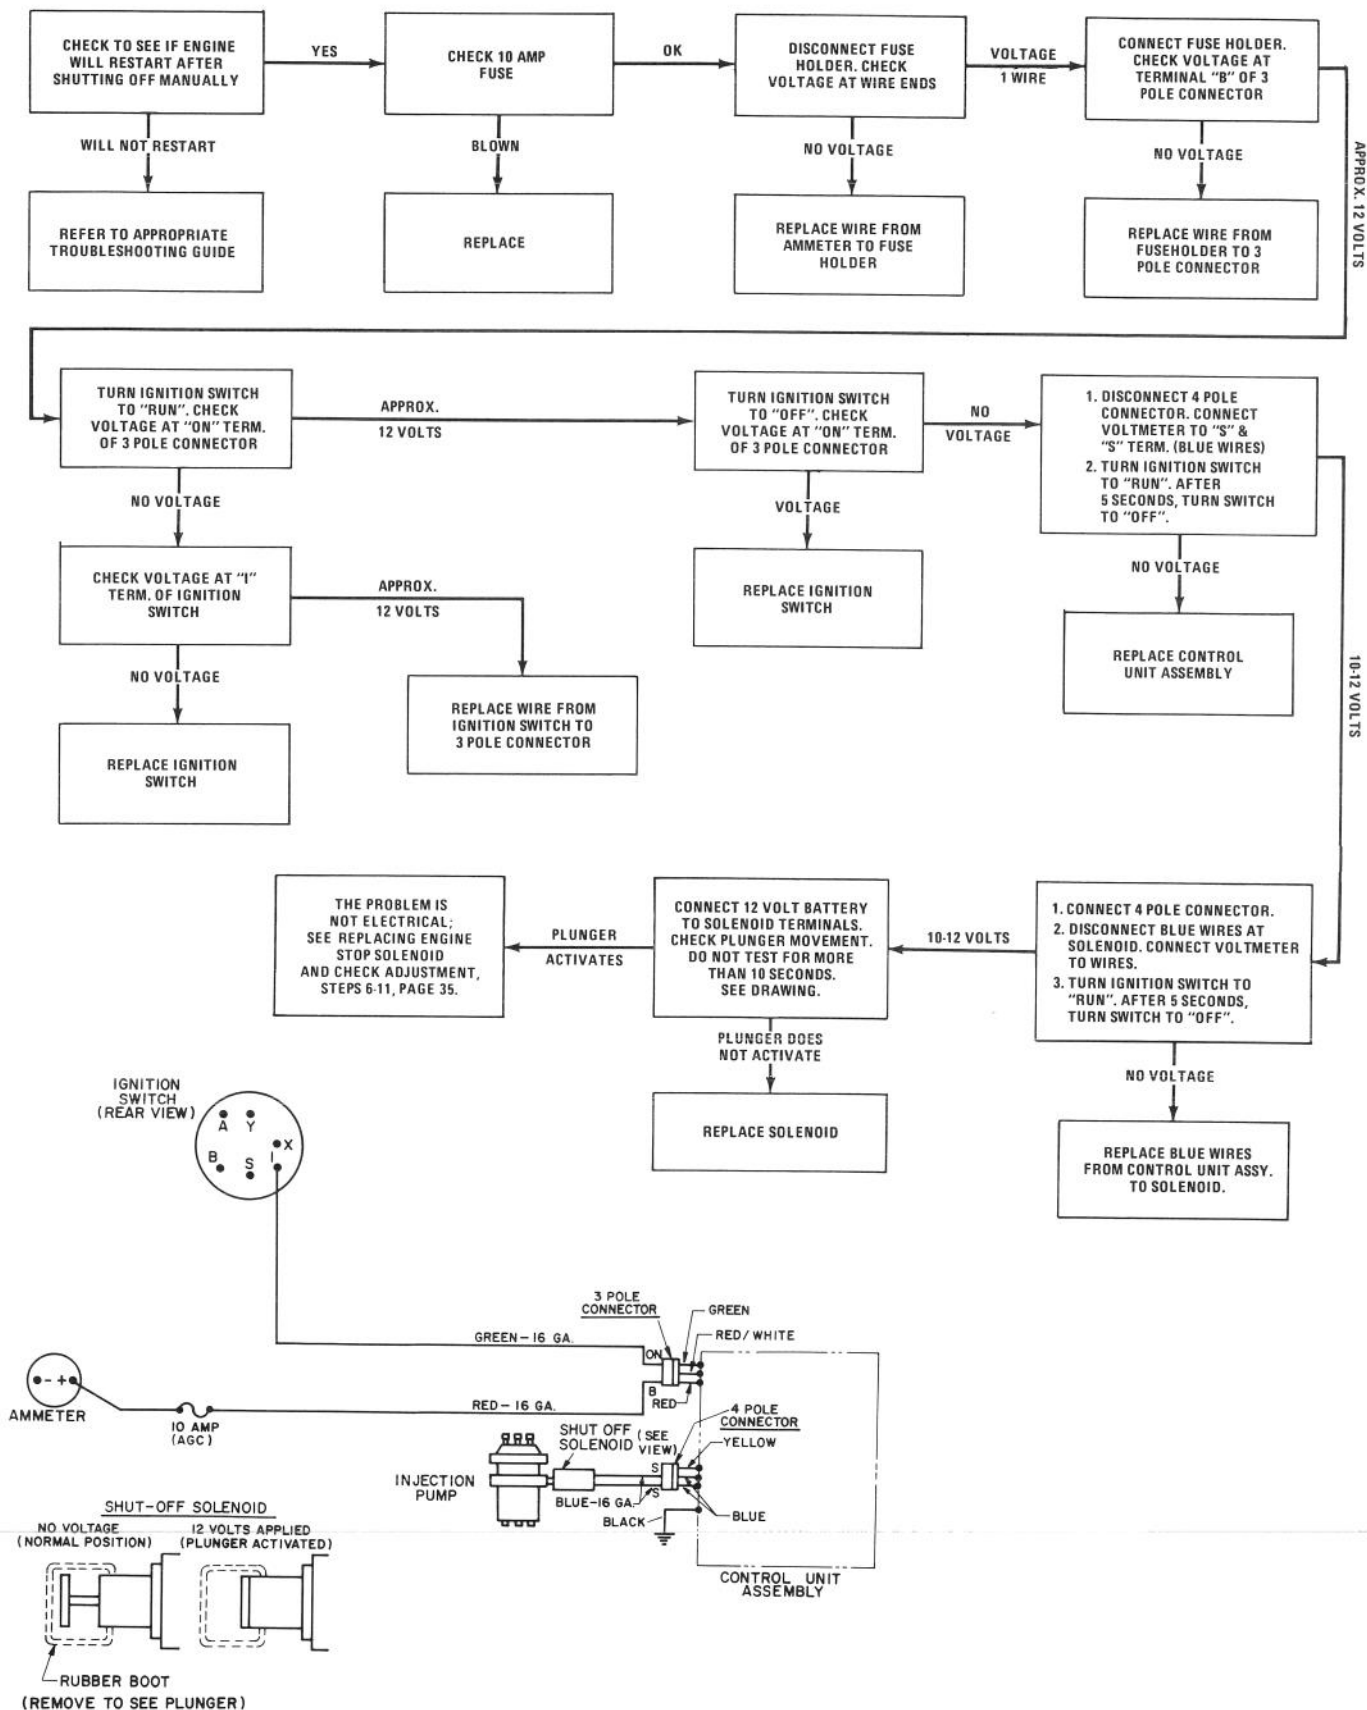 CHECK TO SEE IF ENGINE
WILL RESTART AFTER
SHUTTING OFF MANUALLY
YES
CHECK 10 AMP
FUSE
OK
DISCONNECT FUSE
HOLDER. CHECK
VOLTAGE AT WIRE ENDS
VOLTAGE
1 WIRE
CONNECT FUSE HOLDER.
CHECK VOLTAGE AT
TERMINAL "B" OF 3
POLE CONNECTOR
WILL NOT RESTART
BLOWN
NO VOLTAGE
NO VOLTAGE
APPROX. 12 VOLTS
REFER TO APPROPRIATE
TROUBLESHOOTING GUIDE
REPLACE
REPLACE WIRE FROM
AMMETER TO FUSE
HOLDER
REPLACE WIRE FROM
FUSEHOLDER TO 3
POLE CONNECTOR
TURN IGNITION SWITCH
TO "RUN". CHECK
VOLTAGE AT "ON" TERM.
OF 3 POLE CONNECTOR
APPROX.
12 VOLTS
TURN IGNITION SWITCH
TO "OFF". CHECK
VOLTAGE AT "ON" TERM.
OF 3 POLE CONNECTOR
NO
VOLTAGE
1. DISCONNECT 4 POLE
CONNECTOR. CONNECT
VOLTMETER TO "S" &
"S" TERM. (BLUE WIRES)
2. TURN IGNITION SWITCH
TO "RUN". AFTER
5 SECONDS, TURN SWITCH
TO "OFF".
NO VOLTAGE
VOLTAGE
NO VOLTAGE
CHECK VOLTAGE AT "I"
TERM. OF IGNITION
SWITCH
APPROX.
12 VOLTS
REPLACE IGNITION
SWITCH
REPLACE CONTROL
UNIT ASSEMBLY
10-12 VOLTS
NO VOLTAGE
REPLACE WIRE FROM
IGNITION SWITCH TO
3 POLE CONNECTOR
REPLACE IGNITION
SWITCH
THE PROBLEM IS
NOT ELECTRICAL;
SEE REPLACING ENGINE
STOP SOLENOID
AND CHECK ADJUSTMENT,
STEPS 6-11, PAGE 35.
PLUNGER
ACTIVATES
CONNECT 12 VOLT BATTERY
TO SOLENOID TERMINALS.
CHECK PLUNGER MOVEMENT.
DO NOT TEST FOR MORE
THAN 10 SECONDS.
SEE DRAWING.
10-12 VOLTS
1. CONNECT 4 POLE CONNECTOR.
2. DISCONNECT BLUE WIRES AT
SOLENOID. CONNECT VOLTMETER
TO WIRES.
3. TURN IGNITION SWITCH TO
"RUN". AFTER 5 SECONDS,
TURN SWITCH TO "OFF".
PLUNGER DOES
NOT ACTIVATE
NO VOLTAGE
REPLACE SOLENOID
REPLACE BLUE WIRES
FROM CONTROL UNIT ASSY.
TO SOLENOID.
IGNITION
SWITCH
(REAR VIEW)
A Y
X
B S I
3 POLE
CONNECTOR
GREEN
RED/WHITE
GREEN-16 GA.
ON
B
RED
- +
AMMETER
10 AMP
(AGC)
RED-16 GA.
4 POLE
CONNECTOR
YELLOW
SHUT OFF
SOLENOID
(SEE
VIEW)
S
S
INJECTION
PUMP
BLUE-16 GA.
BLUE
BLACK
CONTROL UNIT
ASSEMBLY
SHUT-OFF SOLENOID
NO VOLTAGE
(NORMAL POSITION)
12 VOLTS APPLIED
(PLUNGER ACTIVATED)
RUBBER BOOT
(REMOVE TO SEE PLUNGER)